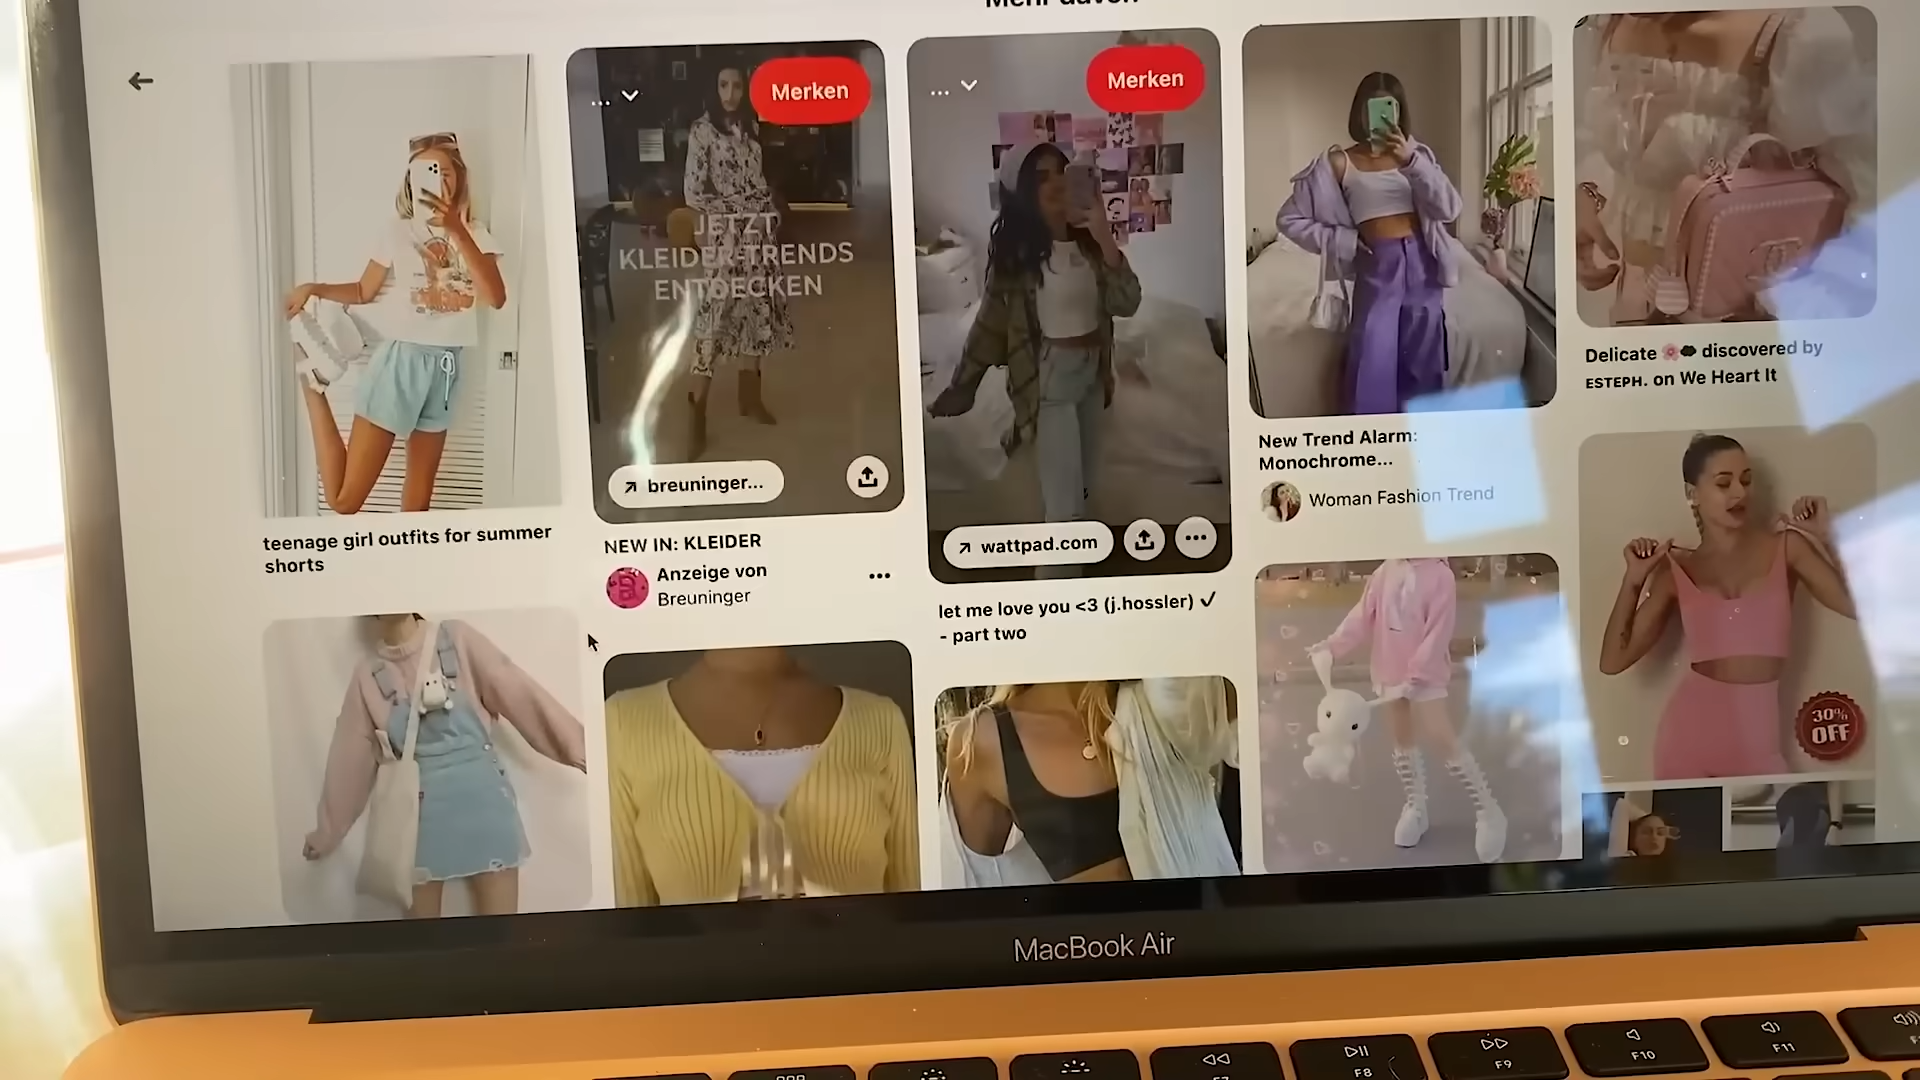 Mehr davon
Merken
JETZT
KLEIDER-TRENDS
ENTDECKEN
breuninger...
NEW IN: KLEIDER
Anzeige von
Breuninger
Merken
wattpad.com
let me love you <3 (j.hossler) ✓
- part two
New Trend Alarm:
Monochrome...
Woman Fashion Trend
Delicate 🌸☁ discovered by
ESTEPH. on We Heart It
teenage girl outfits for summer
shorts
30%
OFF
MacBook Air
F8
F9
F10
F11